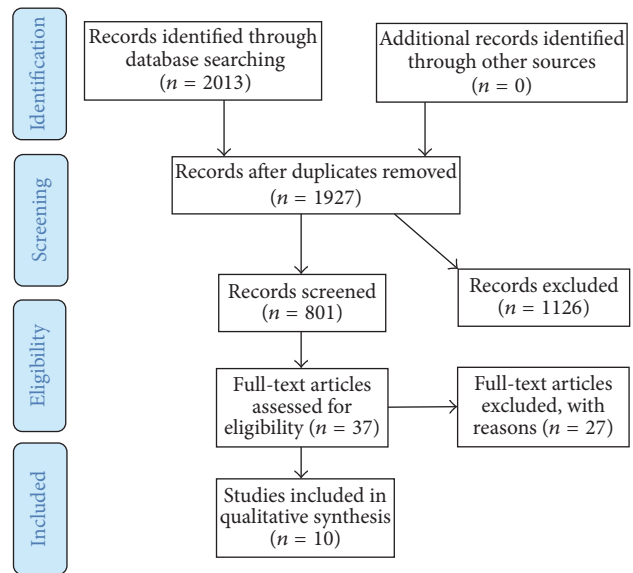 Identification
Records identified through
database searching
(n = 2013)
Additional records identified
through other sources
(n = 0)
Screening
Records after duplicates removed
(n = 1927)
Records screened
(n = 801)
Records excluded
(n = 1126)
Eligibility
Full-text articles
assessed for
eligibility (n = 37)
Full-text articles
excluded, with
reasons (n = 27)
Included
Studies included in
qualitative synthesis
(n = 10)